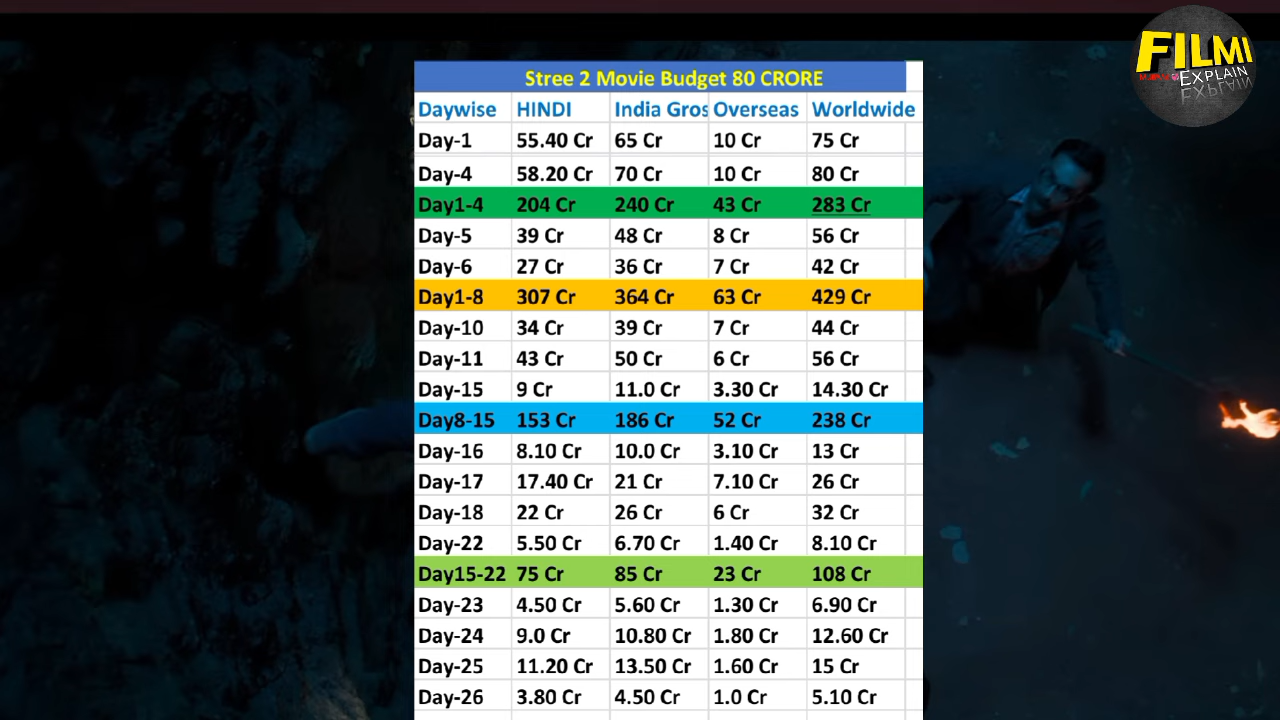 FILMI
EXPLAIN
Stree 2 Movie Budget 80 CRORE
Daywise HINDI India Gros Overseas Worldwide
Day-1 55.40 Cr 65 Cr 10 Cr 75 Cr
Day-4 58.20 Cr 70 Cr 10 Cr 80 Cr
Day1-4 204 Cr 240 Cr 43 Cr 283 Cr
Day-5 39 Cr 48 Cr 8 Cr 56 Cr
Day-6 27 Cr 36 Cr 7 Cr 42 Cr
Day1-8 307 Cr 364 Cr 63 Cr 429 Cr
Day-10 34 Cr 39 Cr 7 Cr 44 Cr
Day-11 43 Cr 50 Cr 6 Cr 56 Cr
Day-15 9 Cr 11.0 Cr 3.30 Cr 14.30 Cr
Day8-15 153 Cr 186 Cr 52 Cr 238 Cr
Day-16 8.10 Cr 10.0 Cr 3.10 Cr 13 Cr
Day-17 17.40 Cr 21 Cr 7.10 Cr 26 Cr
Day-18 22 Cr 26 Cr 6 Cr 32 Cr
Day-22 5.50 Cr 6.70 Cr 1.40 Cr 8.10 Cr
Day15-22 75 Cr 85 Cr 23 Cr 108 Cr
Day-23 4.50 Cr 5.60 Cr 1.30 Cr 6.90 Cr
Day-24 9.0 Cr 10.80 Cr 1.80 Cr 12.60 Cr
Day-25 11.20 Cr 13.50 Cr 1.60 Cr 15 Cr
Day-26 3.80 Cr 4.50 Cr 1.0 Cr 5.10 Cr